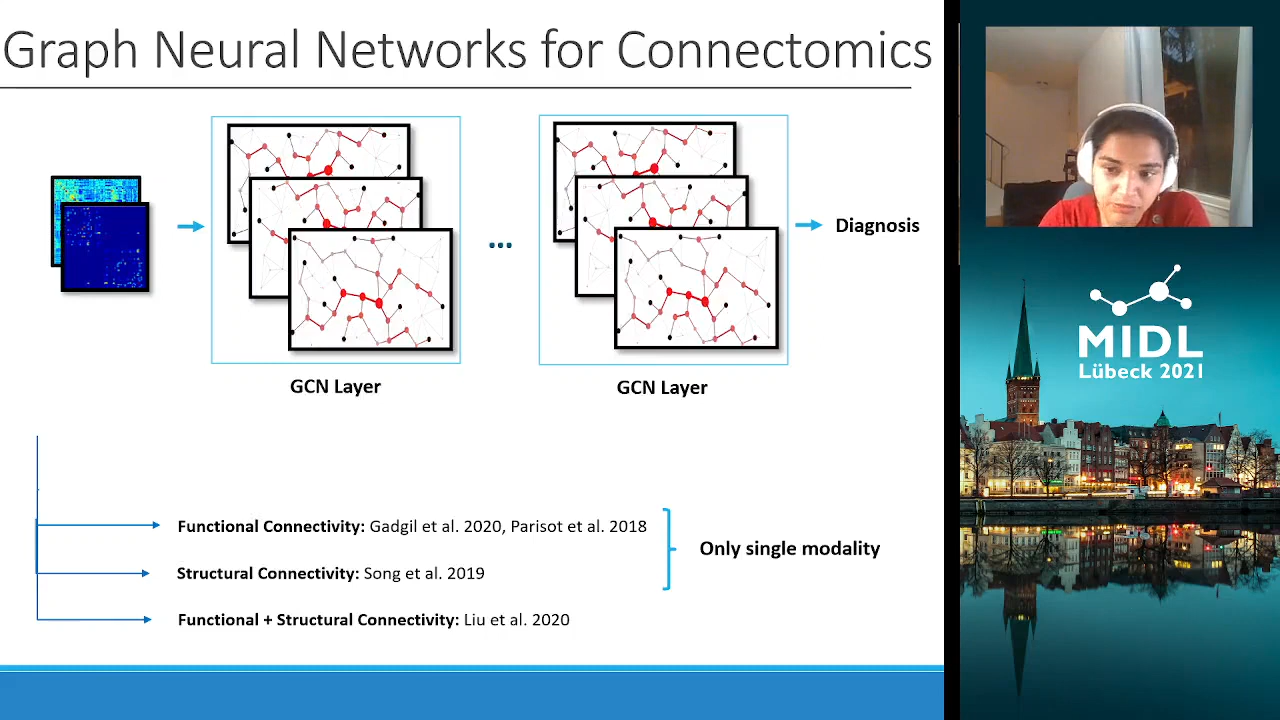 Graph Neural Networks for Connectomics
Diagnosis
...
GCN Layer
GCN Layer
Functional Connectivity: Gadgil et al. 2020, Parisot et al. 2018
Only single modality
Structural Connectivity: Song et al. 2019
Functional + Structural Connectivity: Liu et al. 2020
MIDL
Lübeck 2021